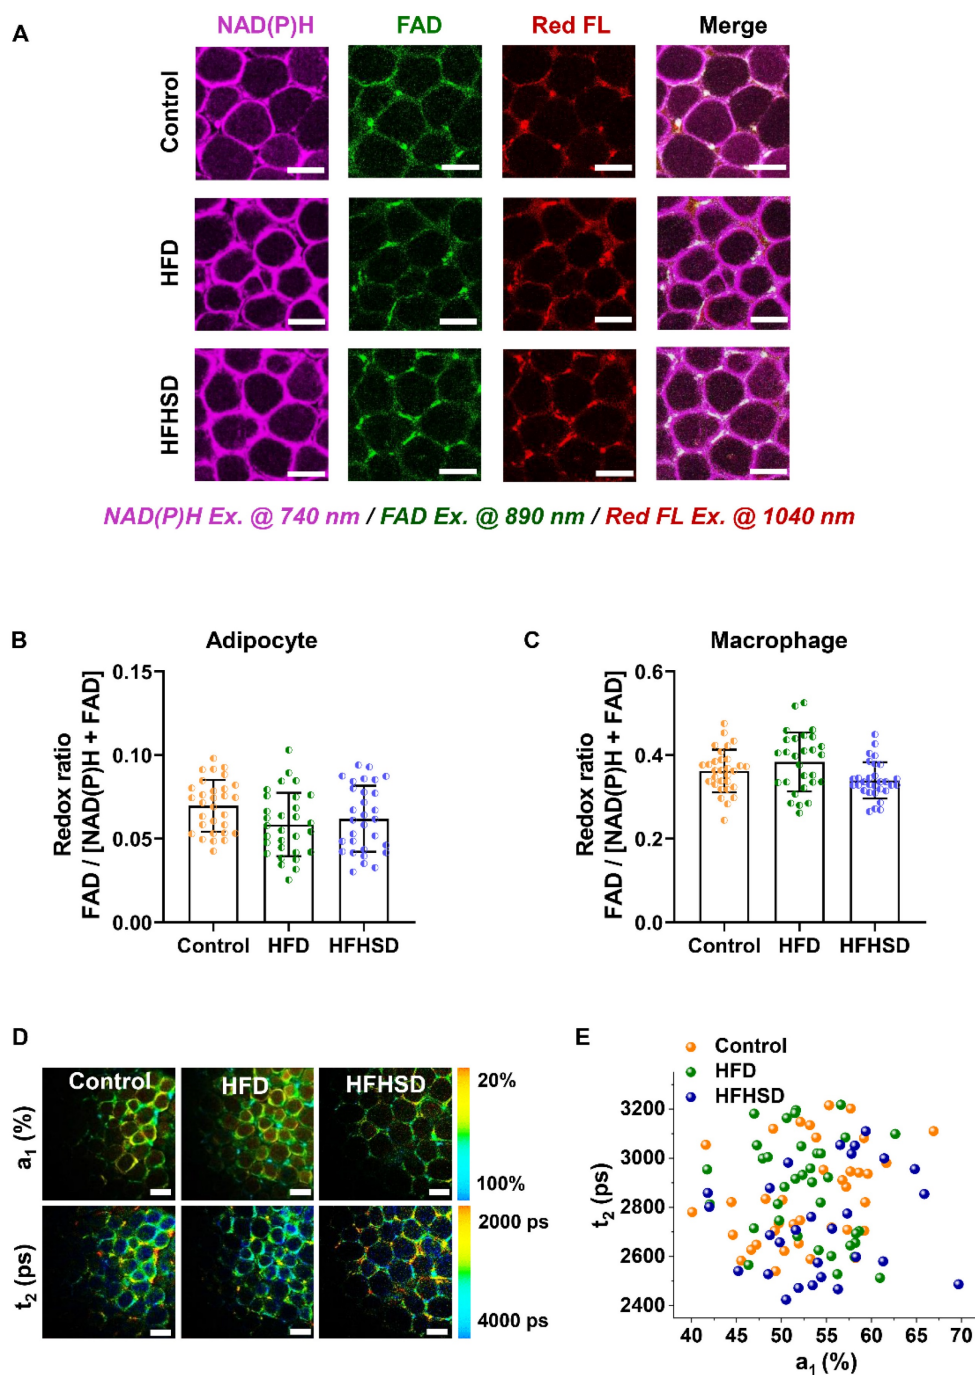 A
NAD(P)H FAD Red FL Merge
Control
HFD
HFHSD
NAD(P)H Ex. @ 740 nm / FAD Ex. @ 890 nm / Red FL Ex. @ 1040 nm
B Adipocyte
Redox ratio
FAD / [NAD(P)H + FAD]
0.15
0.10
0.05
0.00
Control HFD HFHSD
C Macrophage
Redox ratio
FAD / [NAD(P)H + FAD]
0.6
0.4
0.2
0.0
Control HFD HFHSD
D
Control HFD HFHSD
a1 (%)
20%
100%
t2 (ps)
2000 ps
4000 ps
E
Control
HFD
HFHSD
t2 (ps)
3200
3000
2800
2600
2400
40 45 50 55 60 65 70
a1 (%)